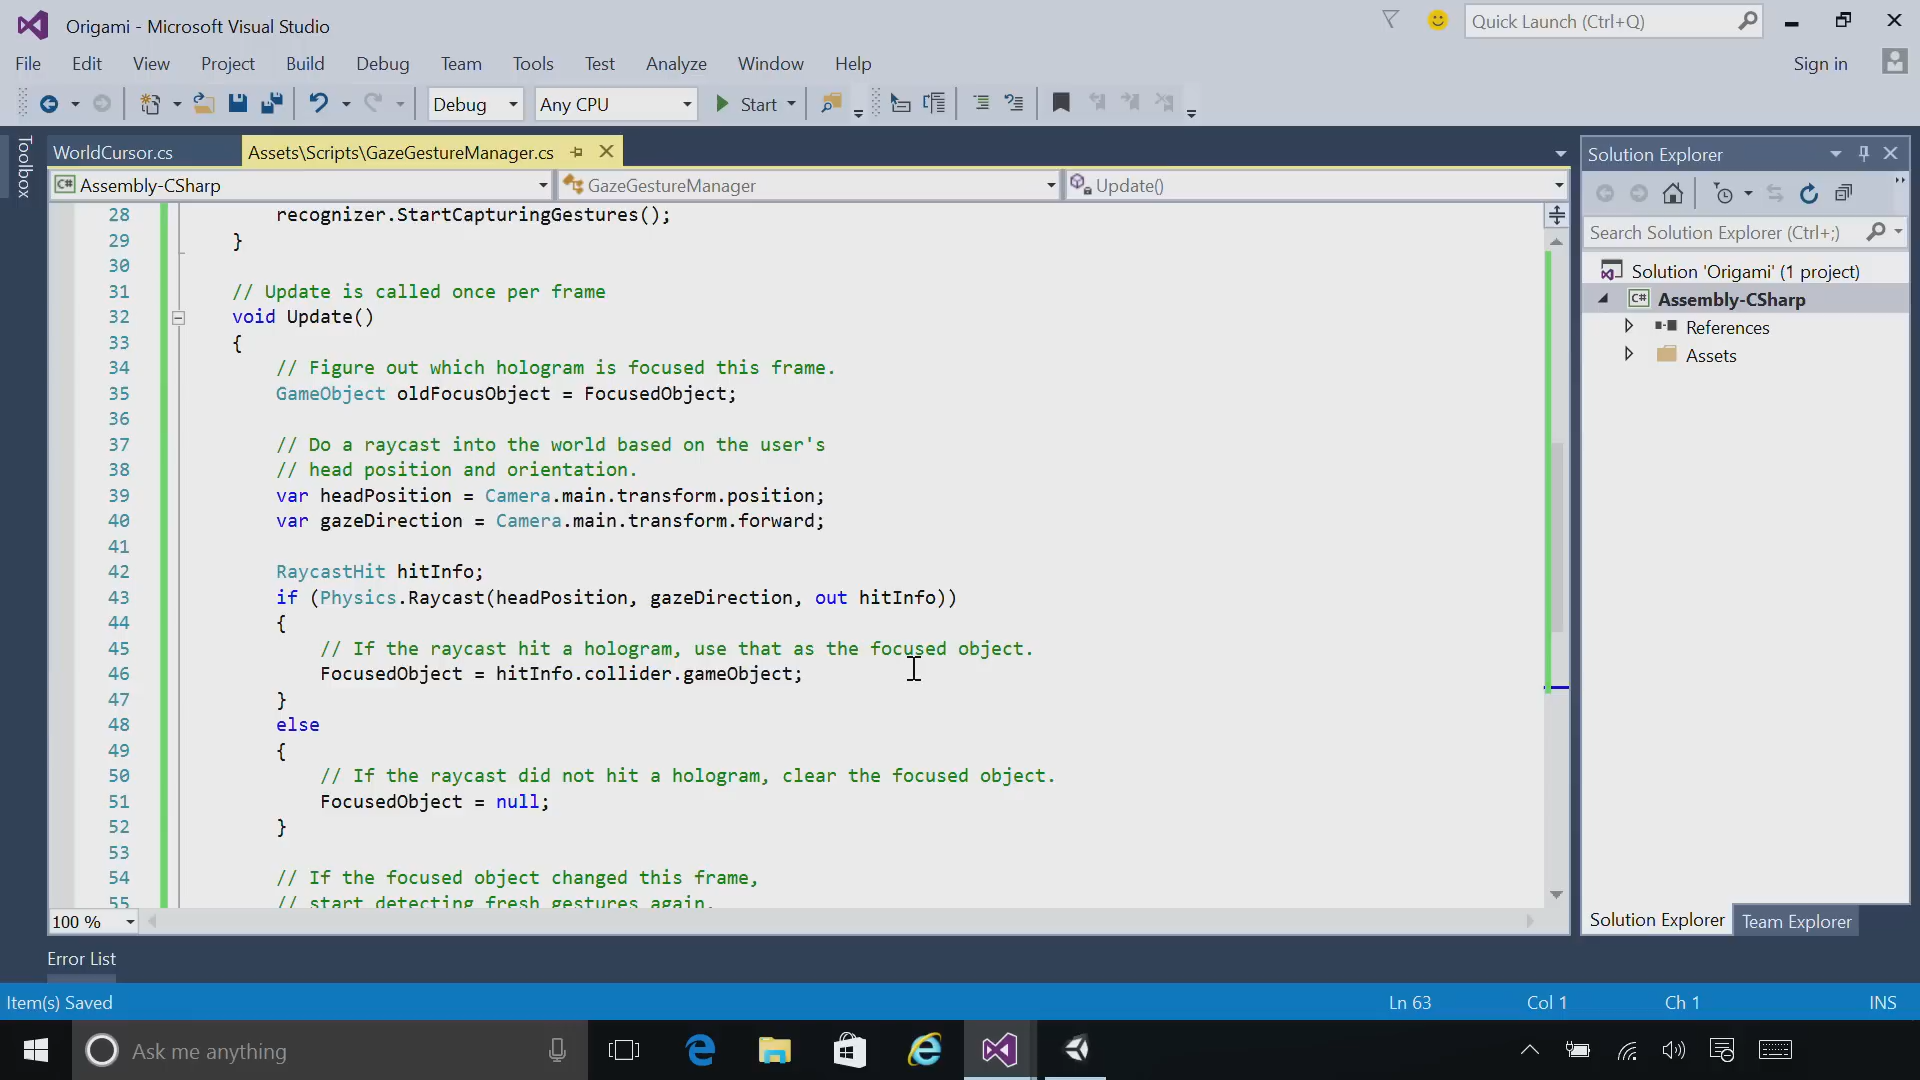 Origami - Microsoft Visual Studio
Quick Launch (Ctrl+Q)
File Edit View Project Build Debug Team Tools Test Analyze Window Help
Sign in
Debug Any CPU Start
Toolbox
WorldCursor.cs Assets\Scripts\GazeGestureManager.cs
Assembly-CSharp GazeGestureManager Update()
28 recognizer.StartCapturingGestures();
29 }
30
31 // Update is called once per frame
32 void Update()
33 {
34 // Figure out which hologram is focused this frame.
35 GameObject oldFocusObject = FocusedObject;
36
37 // Do a raycast into the world based on the user's
38 // head position and orientation.
39 var headPosition = Camera.main.transform.position;
40 var gazeDirection = Camera.main.transform.forward;
41
42 RaycastHit hitInfo;
43 if (Physics.Raycast(headPosition, gazeDirection, out hitInfo))
44 {
45 // If the raycast hit a hologram, use that as the focused object.
46 FocusedObject = hitInfo.collider.gameObject;
47 }
48 else
49 {
50 // If the raycast did not hit a hologram, clear the focused object.
51 FocusedObject = null;
52 }
53
54 // If the focused object changed this frame,
55 // start detecting fresh gestures again.
100 %
Solution Explorer
Search Solution Explorer (Ctrl+;)
Solution 'Origami' (1 project)
C# Assembly-CSharp
References
Assets
Solution Explorer Team Explorer
Error List
Item(s) Saved Ln 63 Col 1 Ch 1 INS
Ask me anything